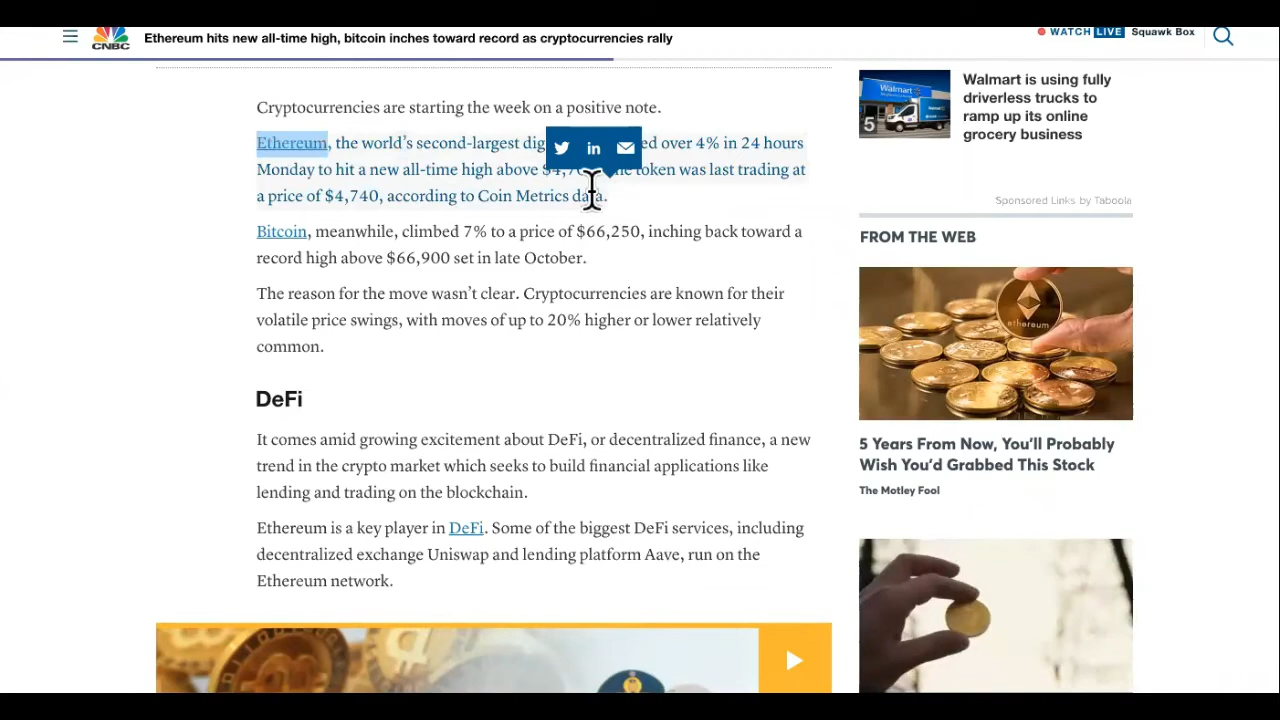 CNBC
Ethereum hits new all-time high, bitcoin inches toward record as cryptocurrencies rally
WATCH LIVE Squawk Box
Cryptocurrencies are starting the week on a positive note.
Ethereum, the world’s second-largest dig ed over 4% in 24 hours
Monday to hit a new all-time high above token was last trading at
a price of $4,740, according to Coin Metrics data.
Bitcoin, meanwhile, climbed 7% to a price of $66,250, inching back toward a
record high above $66,900 set in late October.
The reason for the move wasn’t clear. Cryptocurrencies are known for their
volatile price swings, with moves of up to 20% higher or lower relatively
common.
DeFi
It comes amid growing excitement about DeFi, or decentralized finance, a new
trend in the crypto market which seeks to build financial applications like
lending and trading on the blockchain.
Ethereum is a key player in DeFi. Some of the biggest DeFi services, including
decentralized exchange Uniswap and lending platform Aave, run on the
Ethereum network.
Walmart
5
Walmart is using fully
driverless trucks to
ramp up its online
grocery business
Sponsored Links by Taboola
FROM THE WEB
ethereum
5 Years From Now, You’ll Probably
Wish You’d Grabbed This Stock
The Motley Fool